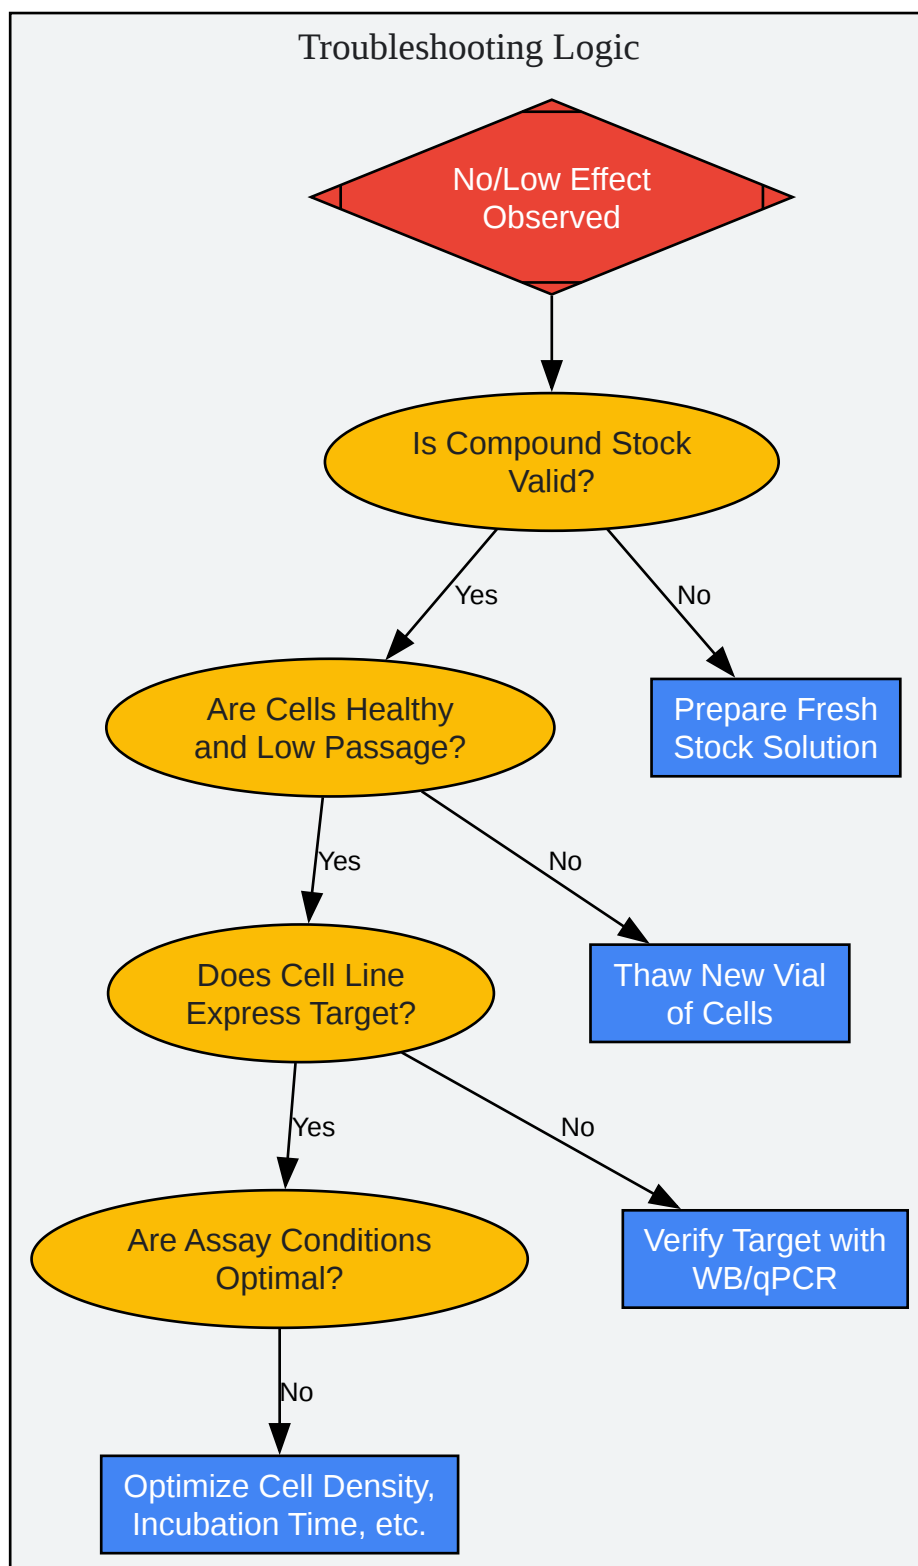 Troubleshooting Logic
No/Low Effect
Observed
Is Compound Stock
Valid?
Yes
No
Are Cells Healthy
and Low Passage?
Prepare Fresh
Stock Solution
Yes
No
Does Cell Line
Express Target?
Thaw New Vial
of Cells
Yes
No
Are Assay Conditions
Optimal?
Verify Target with
WB/qPCR
No
Optimize Cell Density,
Incubation Time, etc.